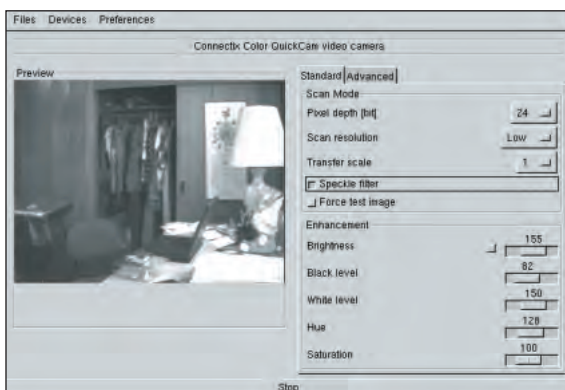 Files Devices Preferences
Connectix Color QuickCam video camera
Preview
Standard Advanced
Scan Mode
Pixel depth [bit] 24
Scan resolution Low
Transfer scale 1
Speckle filter
Force test image
Enhancement
Brightness 155
Black level 82
White level 150
Hue 128
Saturation 100
Stop